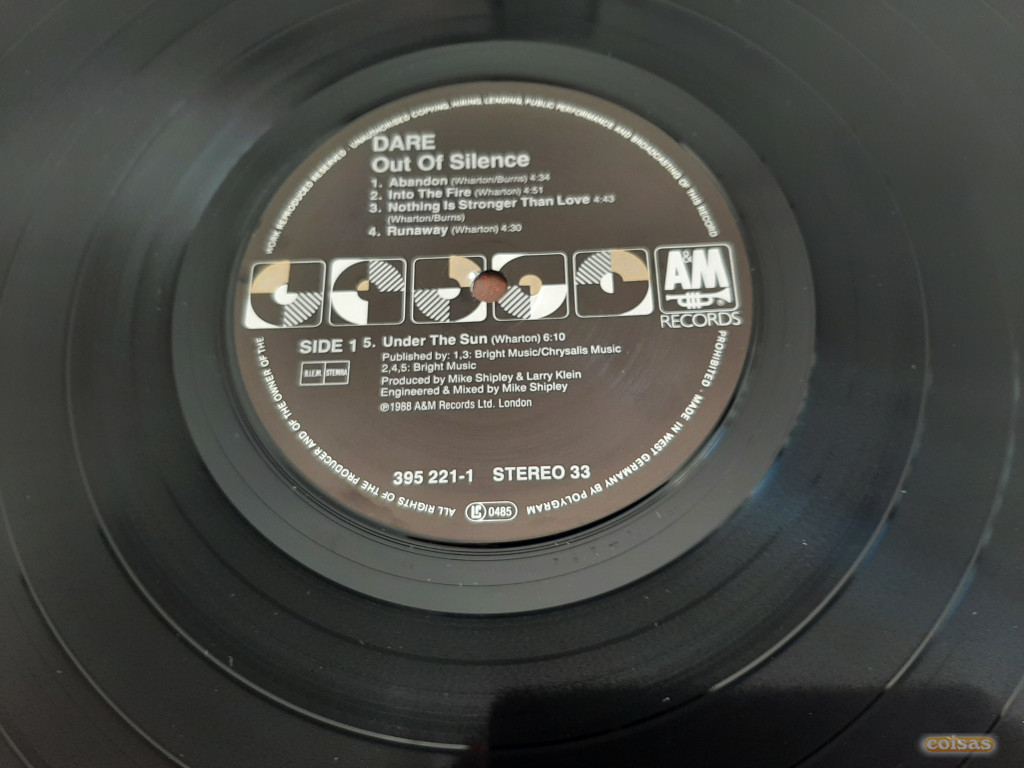 WORK REPRODUCED RESERVED · UNAUTHORISED COPYING, HIRING, LENDING, PUBLIC PERFORMANCE AND BROADCASTING OF THIS RECORD
DARE
Out Of Silence
1. Abandon (Wharton/Burns) 4:34
2. Into The Fire (Wharton) 4:51
3. Nothing Is Stronger Than Love 4:43
(Wharton/Burns)
4. Runaway (Wharton) 4:30
A&M
RECORDS
SIDE 1
5. Under The Sun (Wharton) 6:10
Published by: 1,3: Bright Music/Chrysalis Music
2,4,5: Bright Music
Produced by Mike Shipley & Larry Klein
Engineered & Mixed by Mike Shipley
℗1988 A&M Records Ltd. London
B.I.E.M. STEMRA
395 221-1 STEREO 33
LC 0485
PROHIBITED · MADE IN WEST GERMANY BY POLYGRAM
ALL RIGHTS OF THE PRODUCER AND OF THE OWNER OF THE
coisas